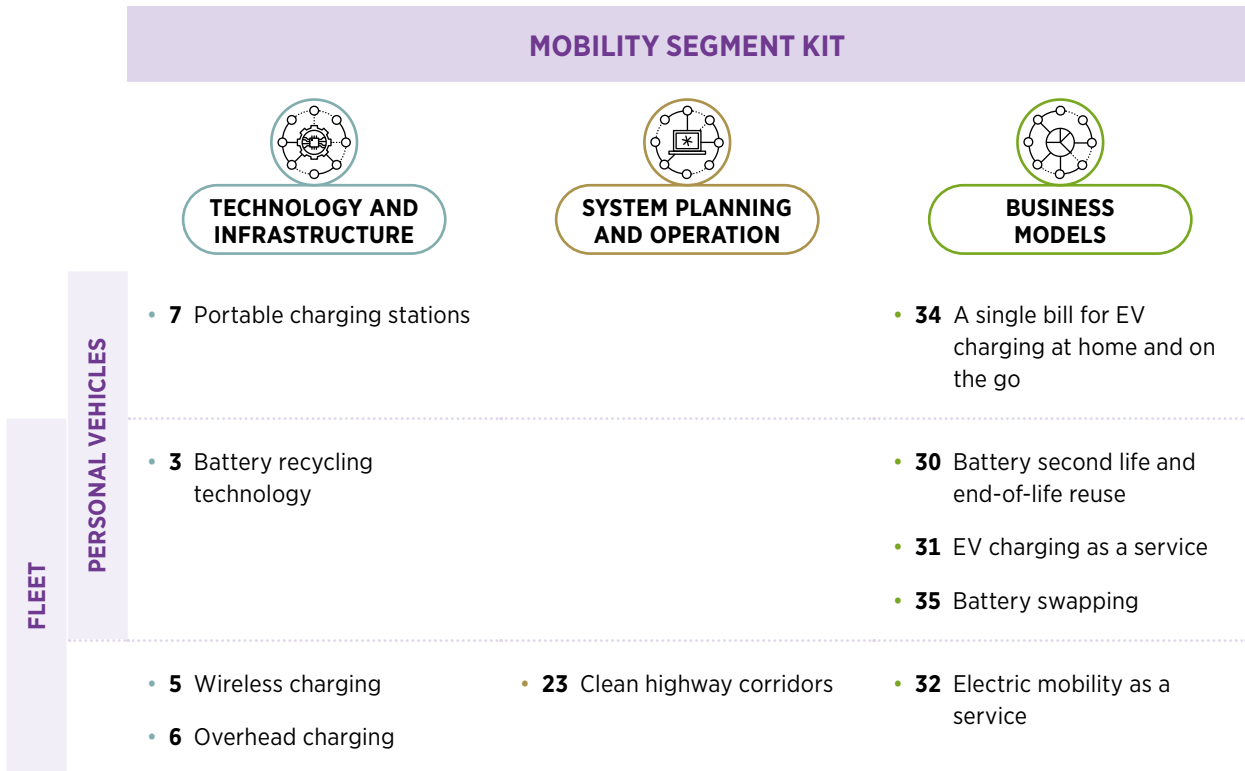 MOBILITY SEGMENT KIT
TECHNOLOGY AND
INFRASTRUCTURE
SYSTEM PLANNING
AND OPERATION
BUSINESS
MODELS
PERSONAL VEHICLES
FLEET
• 7 Portable charging stations
• 34 A single bill for EV
charging at home and on
the go
• 3 Battery recycling
technology
• 30 Battery second life and
end-of-life reuse
• 31 EV charging as a service
• 35 Battery swapping
• 5 Wireless charging
• 6 Overhead charging
• 23 Clean highway corridors
• 32 Electric mobility as a
service